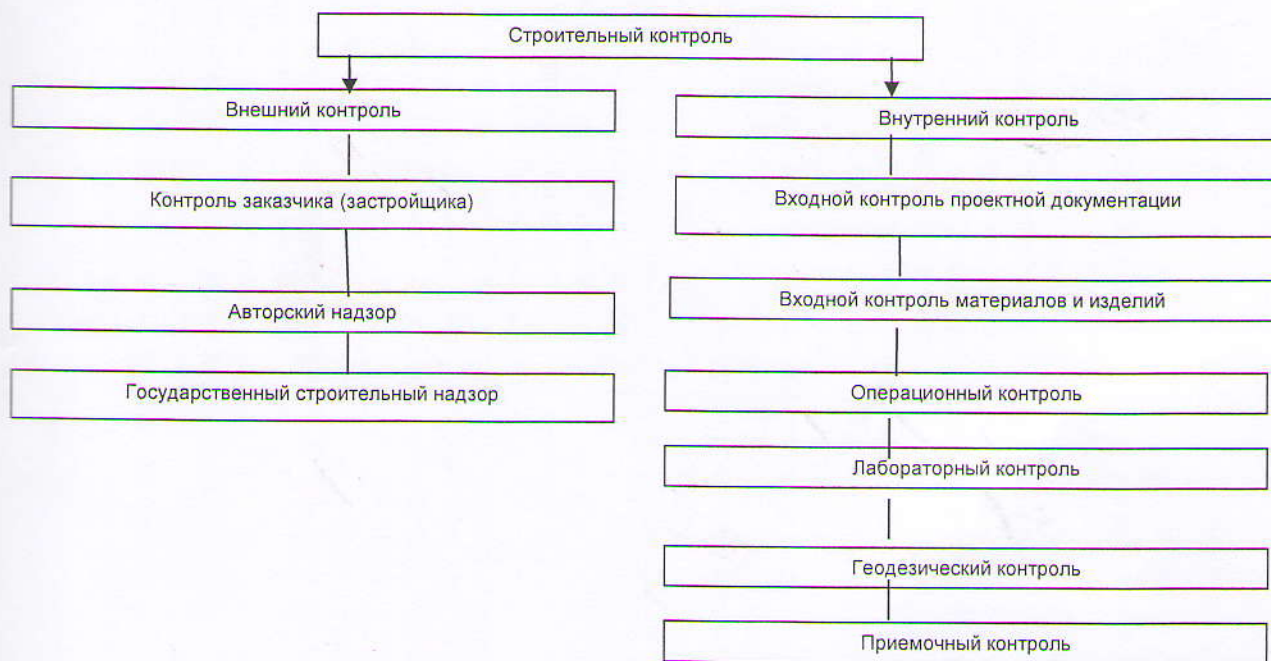 Строительный контроль
Внешний контроль
Контроль заказчика (застройщика)
Авторский надзор
Государственный строительный надзор
Внутренний контроль
Входной контроль проектной документации
Входной контроль материалов и изделий
Операционный контроль
Лабораторный контроль
Геодезический контроль
Приемочный контроль